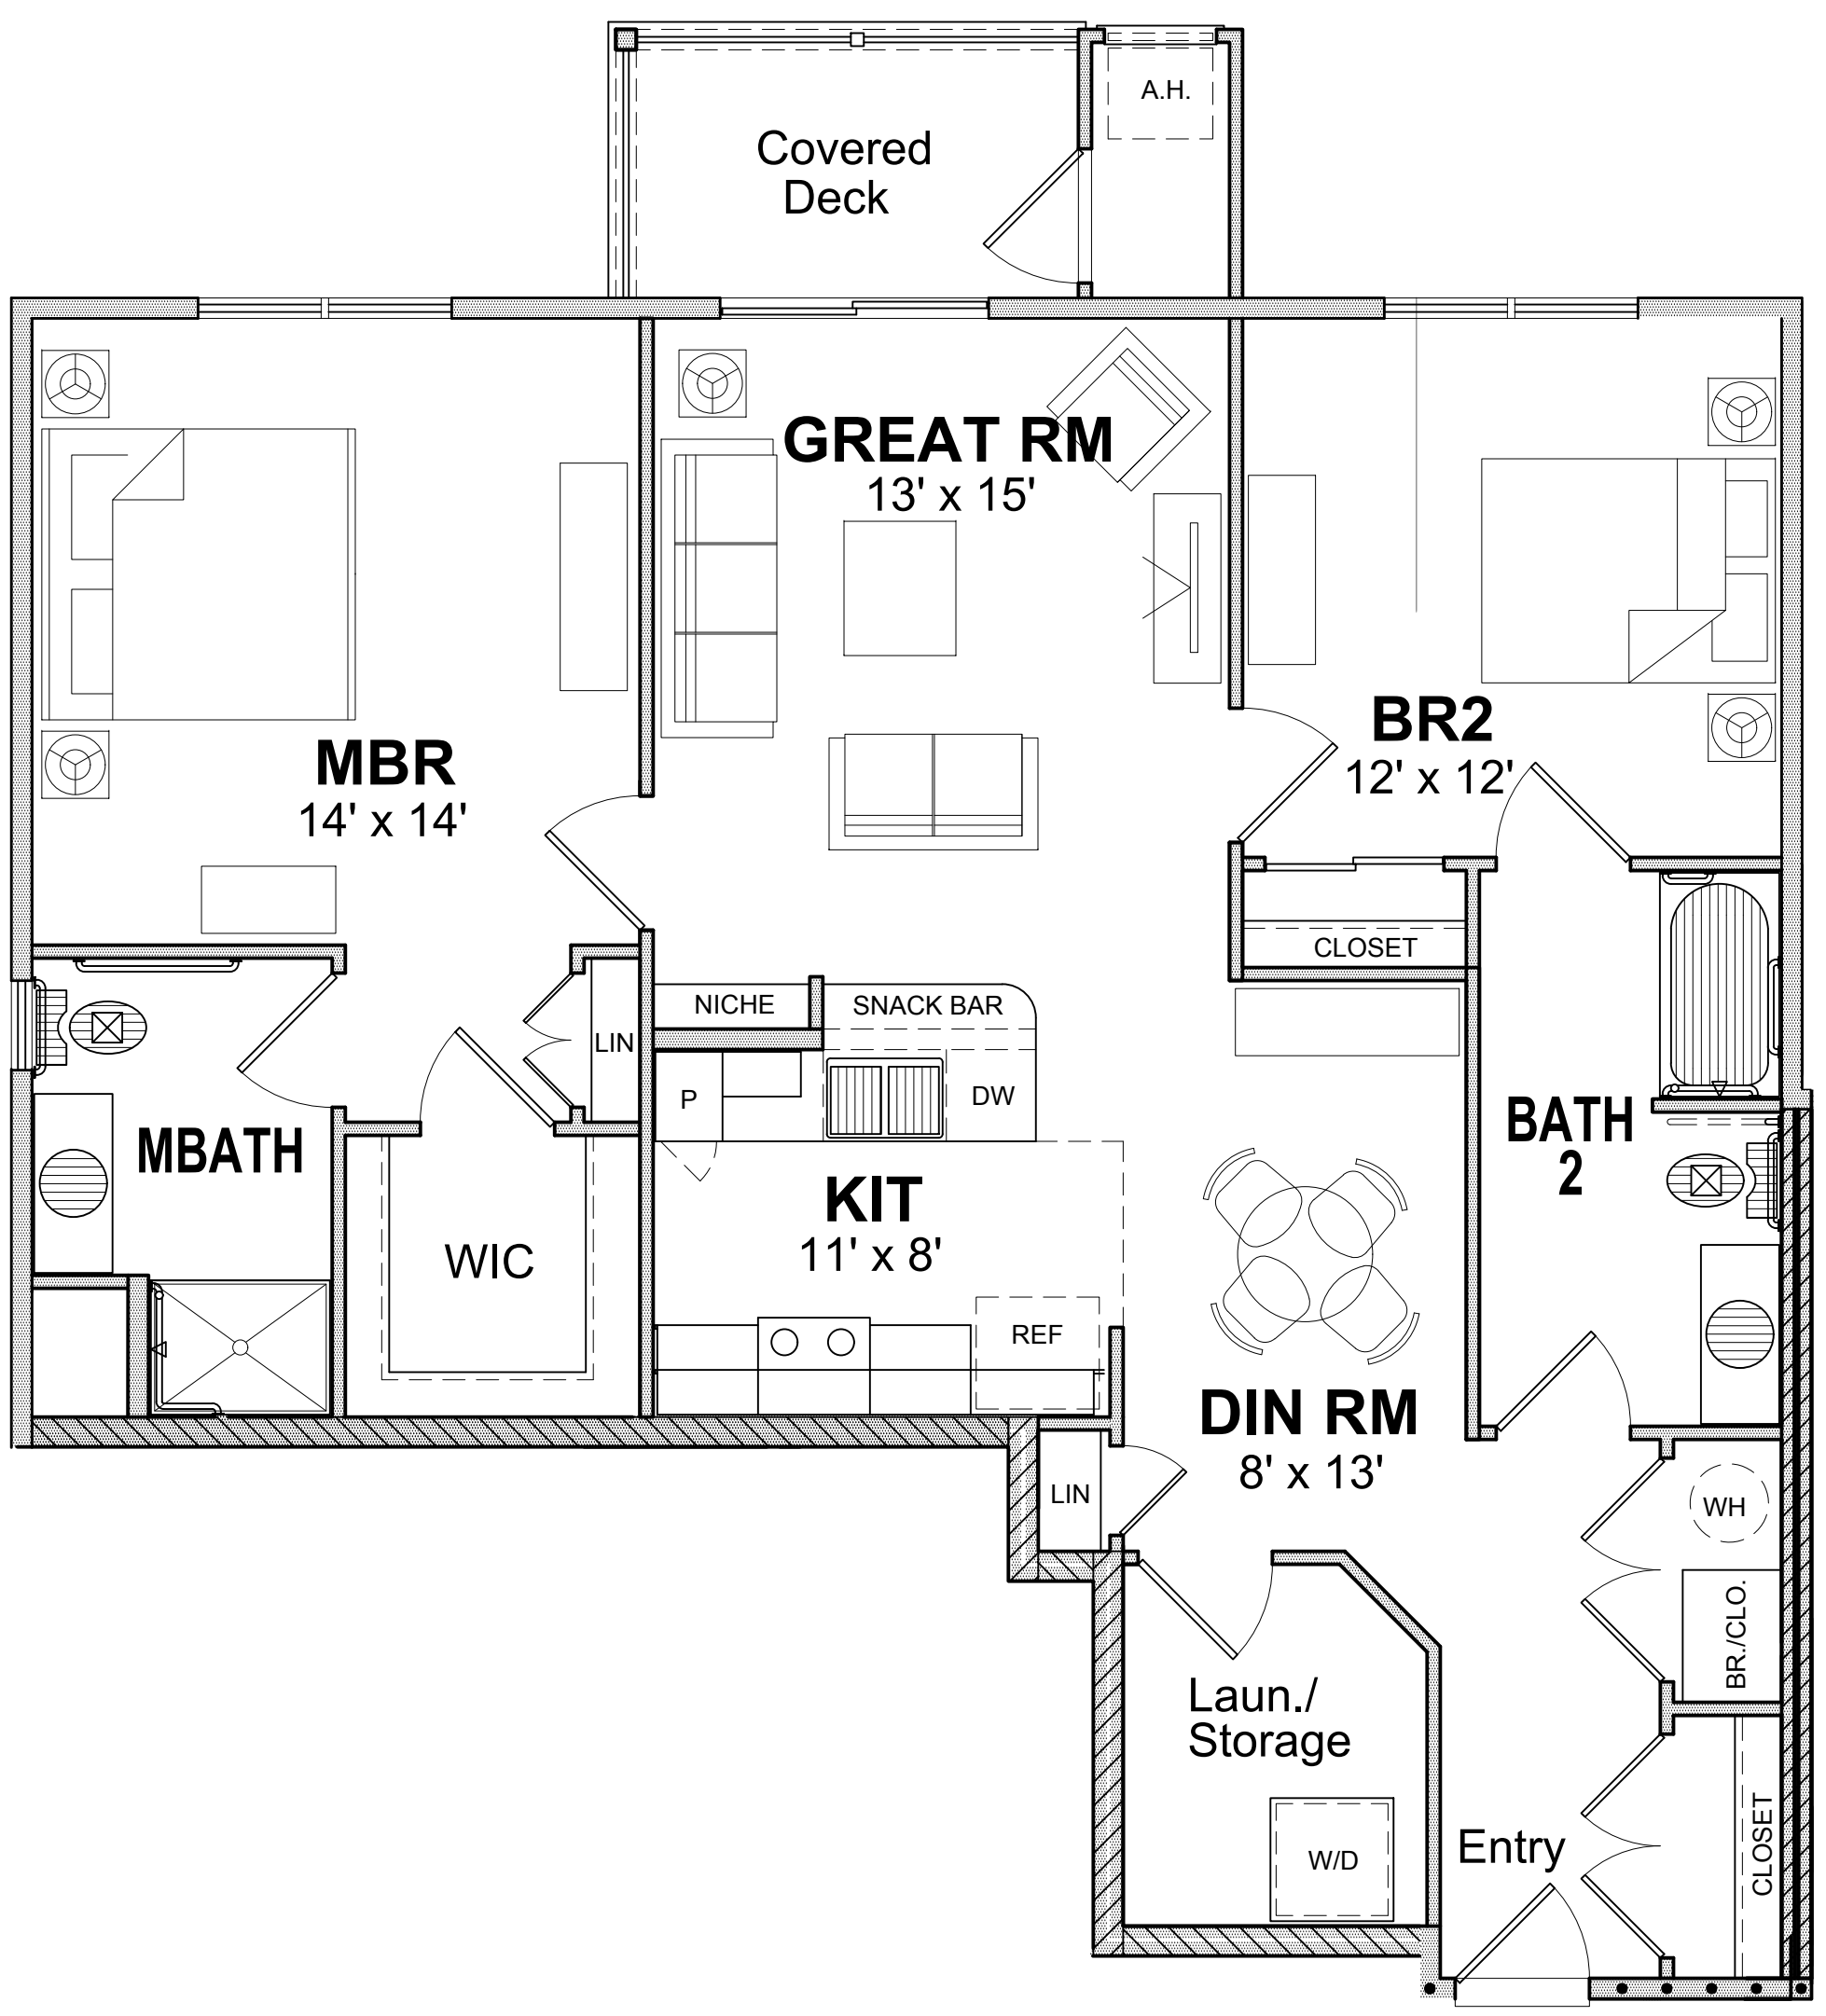 A.H.
Covered
Deck
GREAT RM
13' x 15'
BR2
12' x 12'
MBR
14' x 14'
CLOSET
NICHE
SNACK BAR
LIN
P
DW
MBATH
BATH
2
KIT
11' x 8'
WIC
REF
DIN RM
8' x 13'
LIN
WH
BR./CLO.
Laun./
Storage
W/D
Entry
CLOSET